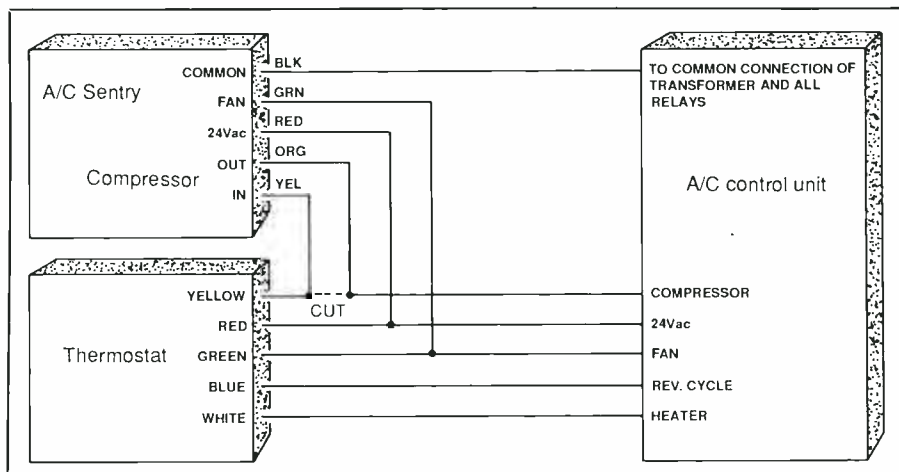 A/C Sentry
Compressor
COMMON
FAN
24Vac
OUT
IN
BLK
GRN
RED
ORG
YEL
TO COMMON CONNECTION OF
TRANSFORMER AND ALL
RELAYS
A/C control unit
Thermostat
YELLOW
RED
GREEN
BLUE
WHITE
CUT
COMPRESSOR
24Vac
FAN
REV. CYCLE
HEATER